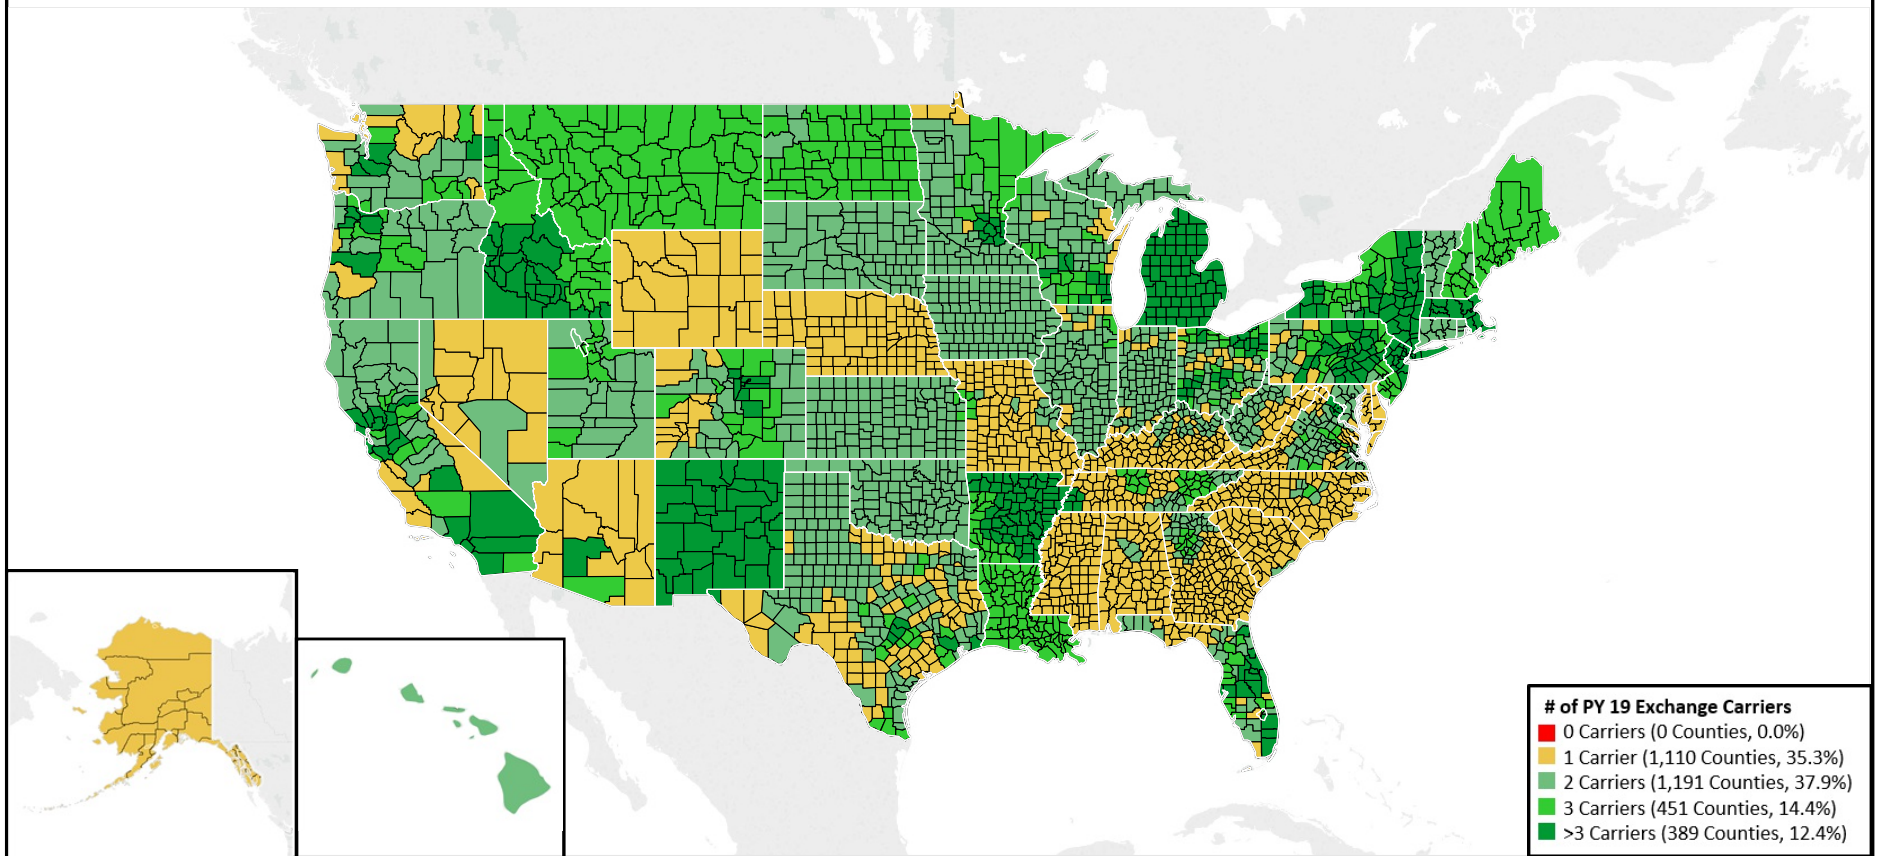 # of PY 19 Exchange Carriers
0 Carriers (0 Counties, 0.0%)
1 Carrier (1,110 Counties, 35.3%)
2 Carriers (1,191 Counties, 37.9%)
3 Carriers (451 Counties, 14.4%)
>3 Carriers (389 Counties, 12.4%)